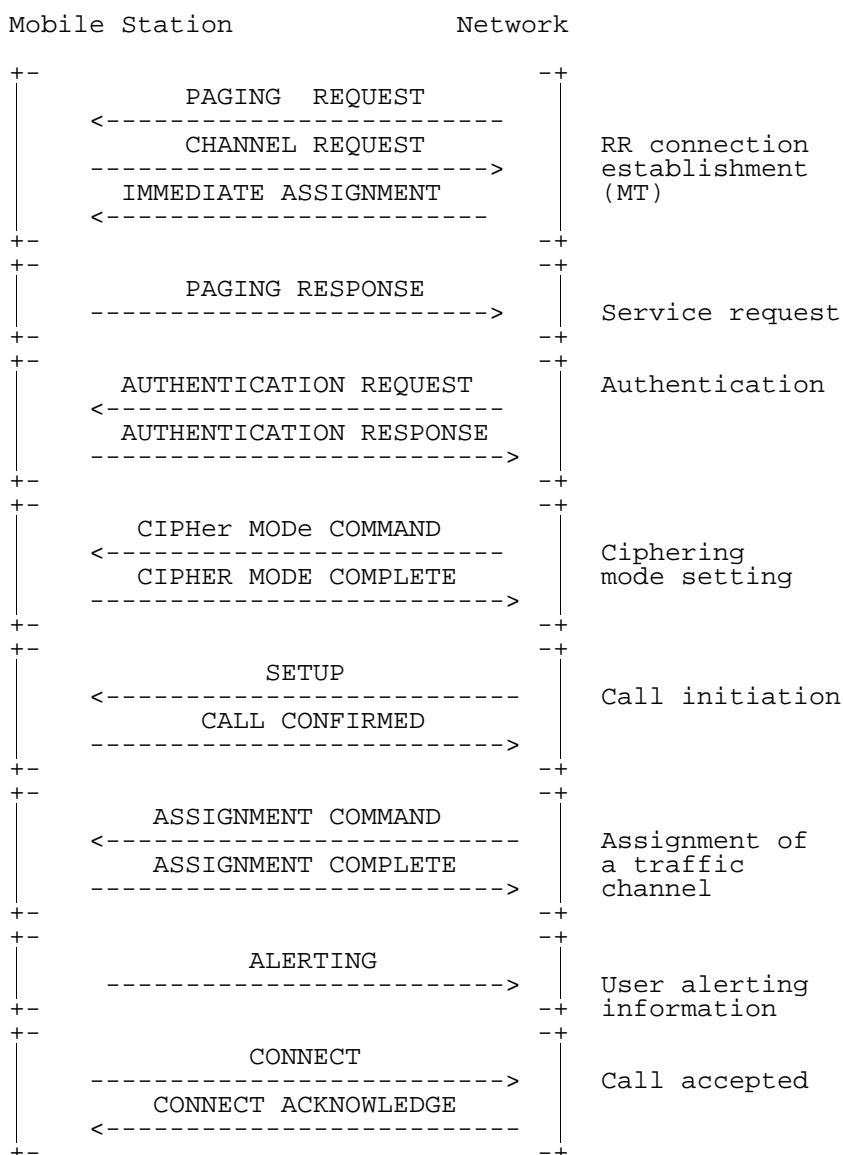 Mobile Station Network
PAGING REQUEST
CHANNEL REQUEST
RR connection
establishment
(MT)
IMMEDIATE ASSIGNMENT
PAGING RESPONSE
Service request
AUTHENTICATION REQUEST
Authentication
AUTHENTICATION RESPONSE
CIPHer MODe COMMAND
Ciphering
mode setting
CIPHER MODE COMPLETE
SETUP
Call initiation
CALL CONFIRMED
ASSIGNMENT COMMAND
Assignment of
a traffic
channel
ASSIGNMENT COMPLETE
ALERTING
User alerting
information
CONNECT
Call accepted
CONNECT ACKNOWLEDGE